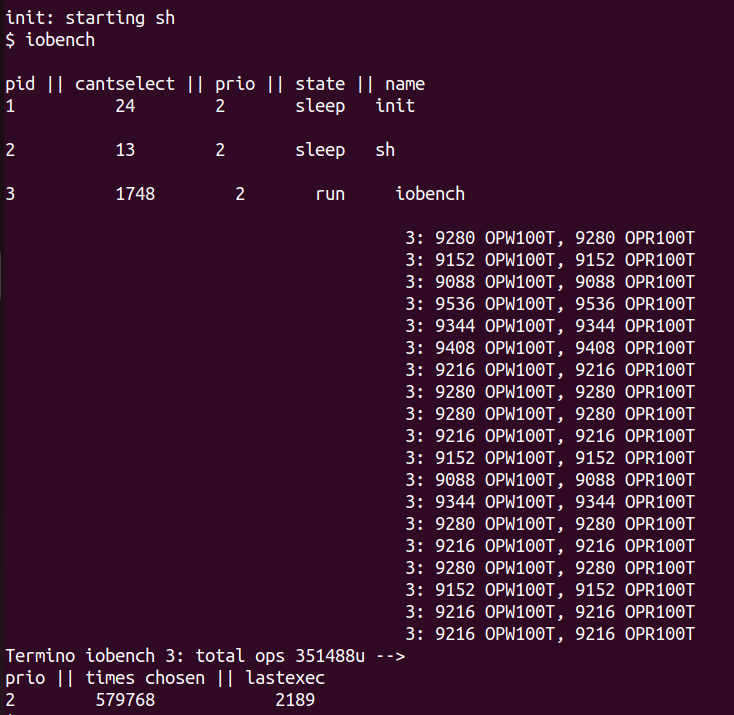 init: starting sh
$ iobench
pid || cantselect || prio || state || name
1 24 2 sleep init
2 13 2 sleep sh
3 1748 2 run iobench
3: 9280 OPW100T, 9280 OPR100T
3: 9152 OPW100T, 9152 OPR100T
3: 9088 OPW100T, 9088 OPR100T
3: 9536 OPW100T, 9536 OPR100T
3: 9344 OPW100T, 9344 OPR100T
3: 9408 OPW100T, 9408 OPR100T
3: 9216 OPW100T, 9216 OPR100T
3: 9280 OPW100T, 9280 OPR100T
3: 9280 OPW100T, 9280 OPR100T
3: 9216 OPW100T, 9216 OPR100T
3: 9152 OPW100T, 9152 OPR100T
3: 9088 OPW100T, 9088 OPR100T
3: 9344 OPW100T, 9344 OPR100T
3: 9280 OPW100T, 9280 OPR100T
3: 9216 OPW100T, 9216 OPR100T
3: 9280 OPW100T, 9280 OPR100T
3: 9152 OPW100T, 9152 OPR100T
3: 9216 OPW100T, 9216 OPR100T
3: 9216 OPW100T, 9216 OPR100T
Termino iobench 3: total ops 351488u -->
prio || times chosen || lastexec
2 579768 2189